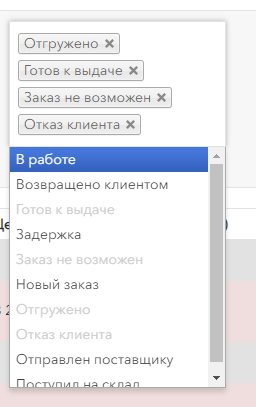 Отгружено ×
Готов к выдаче ×
Заказ не возможен ×
Отказ клиента ×
В работе
Возвращено клиентом
Готов к выдаче
Задержка
Заказ не возможен
Новый заказ
Отгружено
Отказ клиента
Отправлен поставщику
Поступил на склад